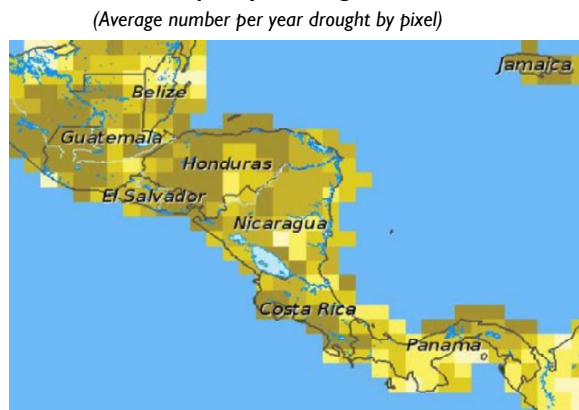 (Average number per year drought by pixel)
Jamaica
Belize
Guatemala
Honduras
El Salvador
Nicaragua
Costa Rica
Panama